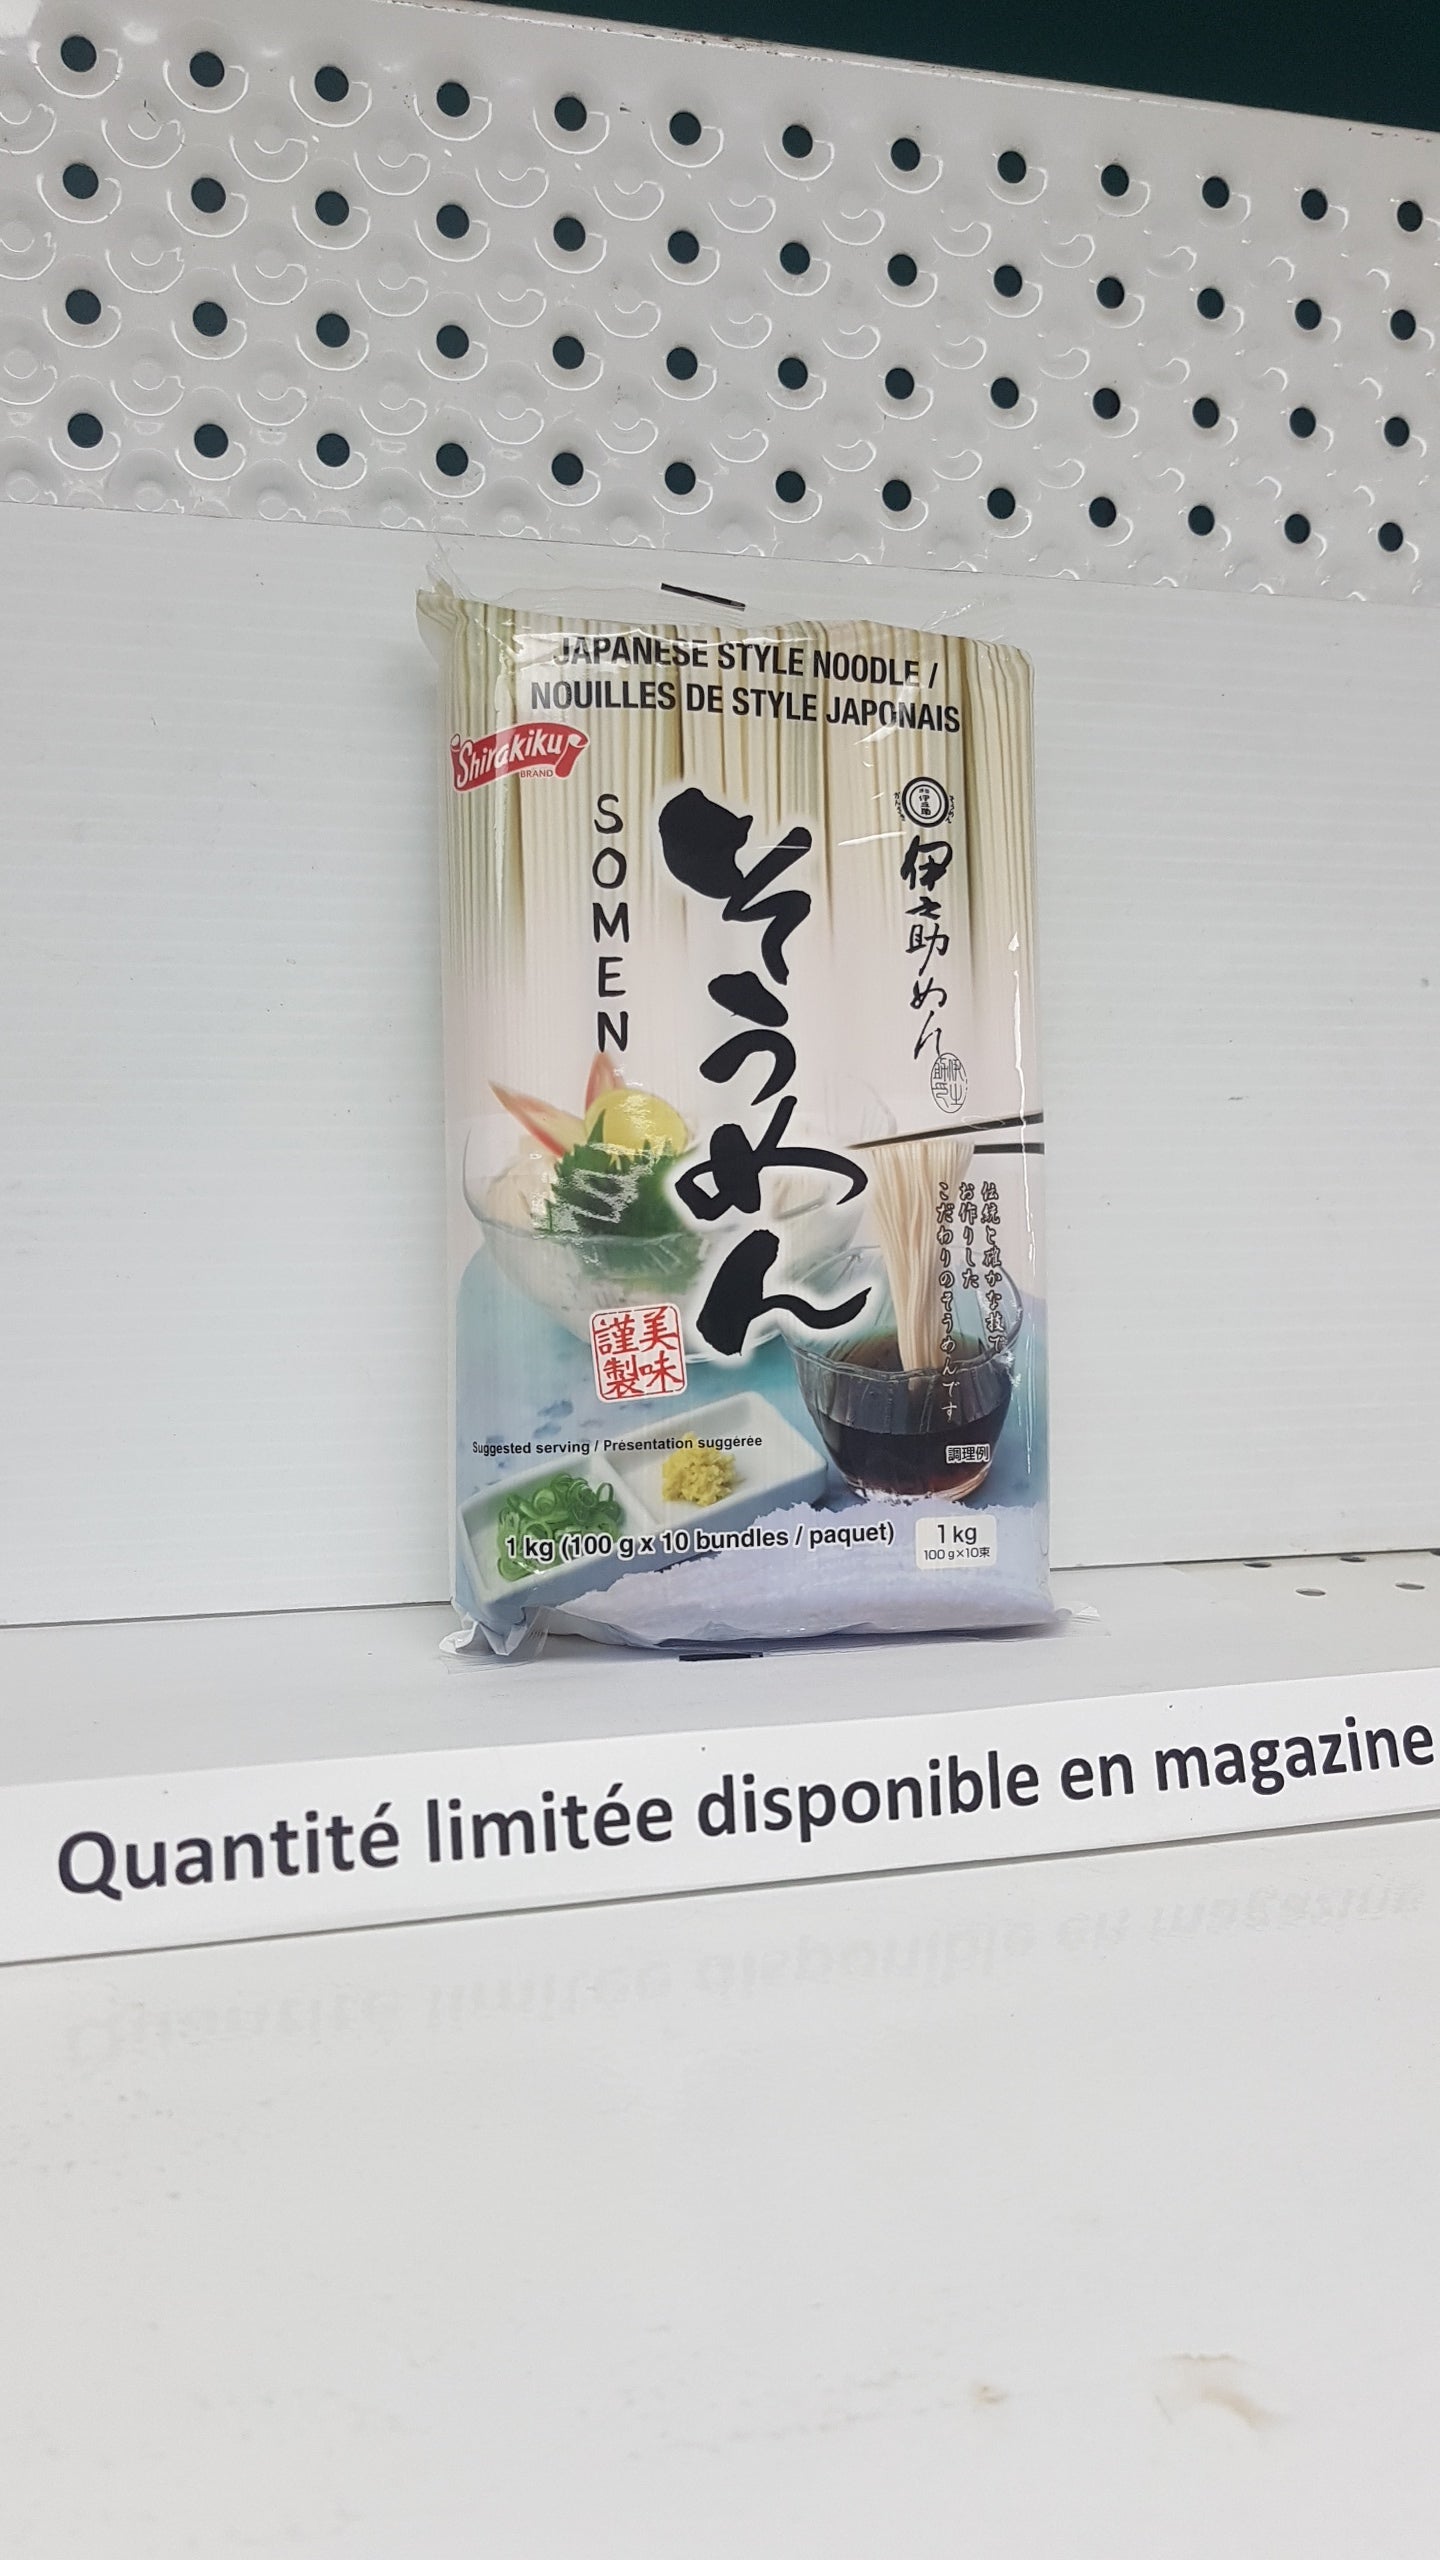 JAPANESE STYLE NOODLE /
NOUILLES DE STYLE JAPONAIS
Shirakiku
BRAND
SOMEN
そうめん
伊之助めん
伝統と確かな技で
お作りした
こだわりのそうめんです
謹製
美味
Suggested serving / Présentation suggérée
調理例
1 kg (100 g x 10 bundles / paquet)
1 kg
100 g×10束
Quantité limitée disponible en magazine